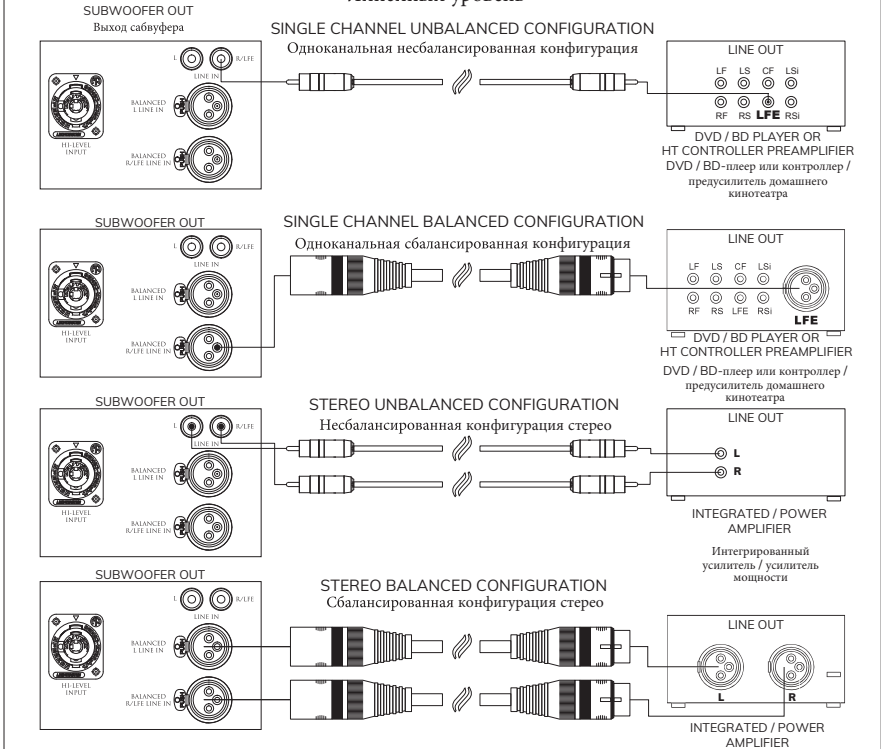 Линейный уровень
SUBWOOFER OUT
Выход сабвуфера
SINGLE CHANNEL UNBALANCED CONFIGURATION
Одноканальная несбалансированная конфигурация
L R/LFE
LINE IN
BALANCED
L LINE IN
BALANCED
R/LFE LINE IN
HI-LEVEL
INPUT
LINE OUT
LF LS CF LSi
RF RS LFE RSi
DVD / BD PLAYER OR
HT CONTROLLER PREAMPLIFIER
DVD / BD-плеер или контроллер /
предусилитель домашнего
кинотеатра
SUBWOOFER OUT
SINGLE CHANNEL BALANCED CONFIGURATION
Одноканальная сбалансированная конфигурация
L R/LFE
LINE IN
BALANCED
L LINE IN
BALANCED
R/LFE LINE IN
HI-LEVEL
INPUT
LINE OUT
LF LS CF LSi
RF RS LFE RSi
LFE
DVD / BD PLAYER OR
HT CONTROLLER PREAMPLIFIER
DVD / BD-плеер или контроллер /
предусилитель домашнего
кинотеатра
SUBWOOFER OUT
STEREO UNBALANCED CONFIGURATION
Несбалансированная конфигурация стерео
L R/LFE
LINE IN
BALANCED
L LINE IN
BALANCED
R/LFE LINE IN
HI-LEVEL
INPUT
LINE OUT
L
R
INTEGRATED / POWER
AMPLIFIER
Интегрированный
усилитель / усилитель
мощности
SUBWOOFER OUT
STEREO BALANCED CONFIGURATION
Сбалансированная конфигурация стерео
L R/LFE
LINE IN
BALANCED
L LINE IN
BALANCED
R/LFE LINE IN
HI-LEVEL
INPUT
LINE OUT
L R
INTEGRATED / POWER
AMPLIFIER